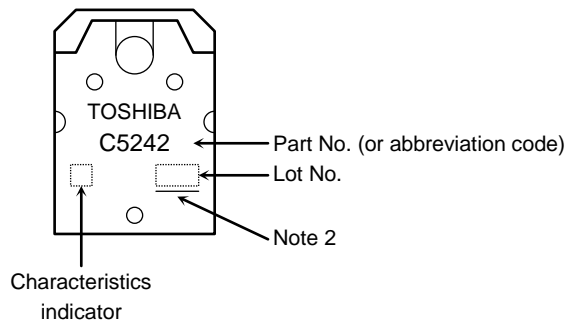 TOSHIBA
C5242
Part No. (or abbreviation code)
Lot No.
Note 2
Characteristics
indicator